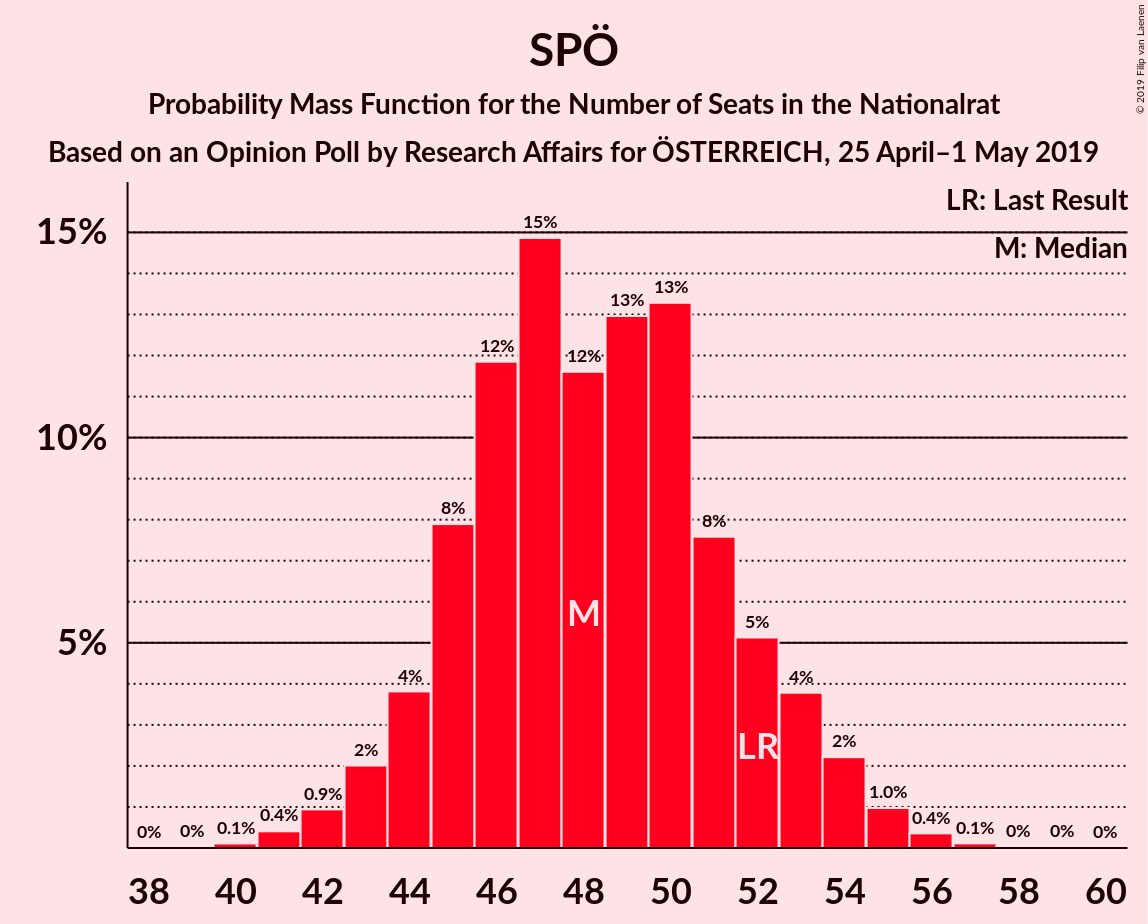 SPÖ
Probability Mass Function for the Number of Seats in the Nationalrat
Based on an Opinion Poll by Research Affairs for ÖSTERREICH, 25 April–1 May 2019
© 2019 Filip van Laenen
LR: Last Result
M: Median
15%
10%
5%
0%
0%
0.1%
0.4%
0.9%
2%
4%
8%
12%
15%
12%
13%
13%
8%
5%
4%
2%
1.0%
0.4%
0.1%
0%
0%
0%
M
LR
38 40 42 44 46 48 50 52 54 56 58 60